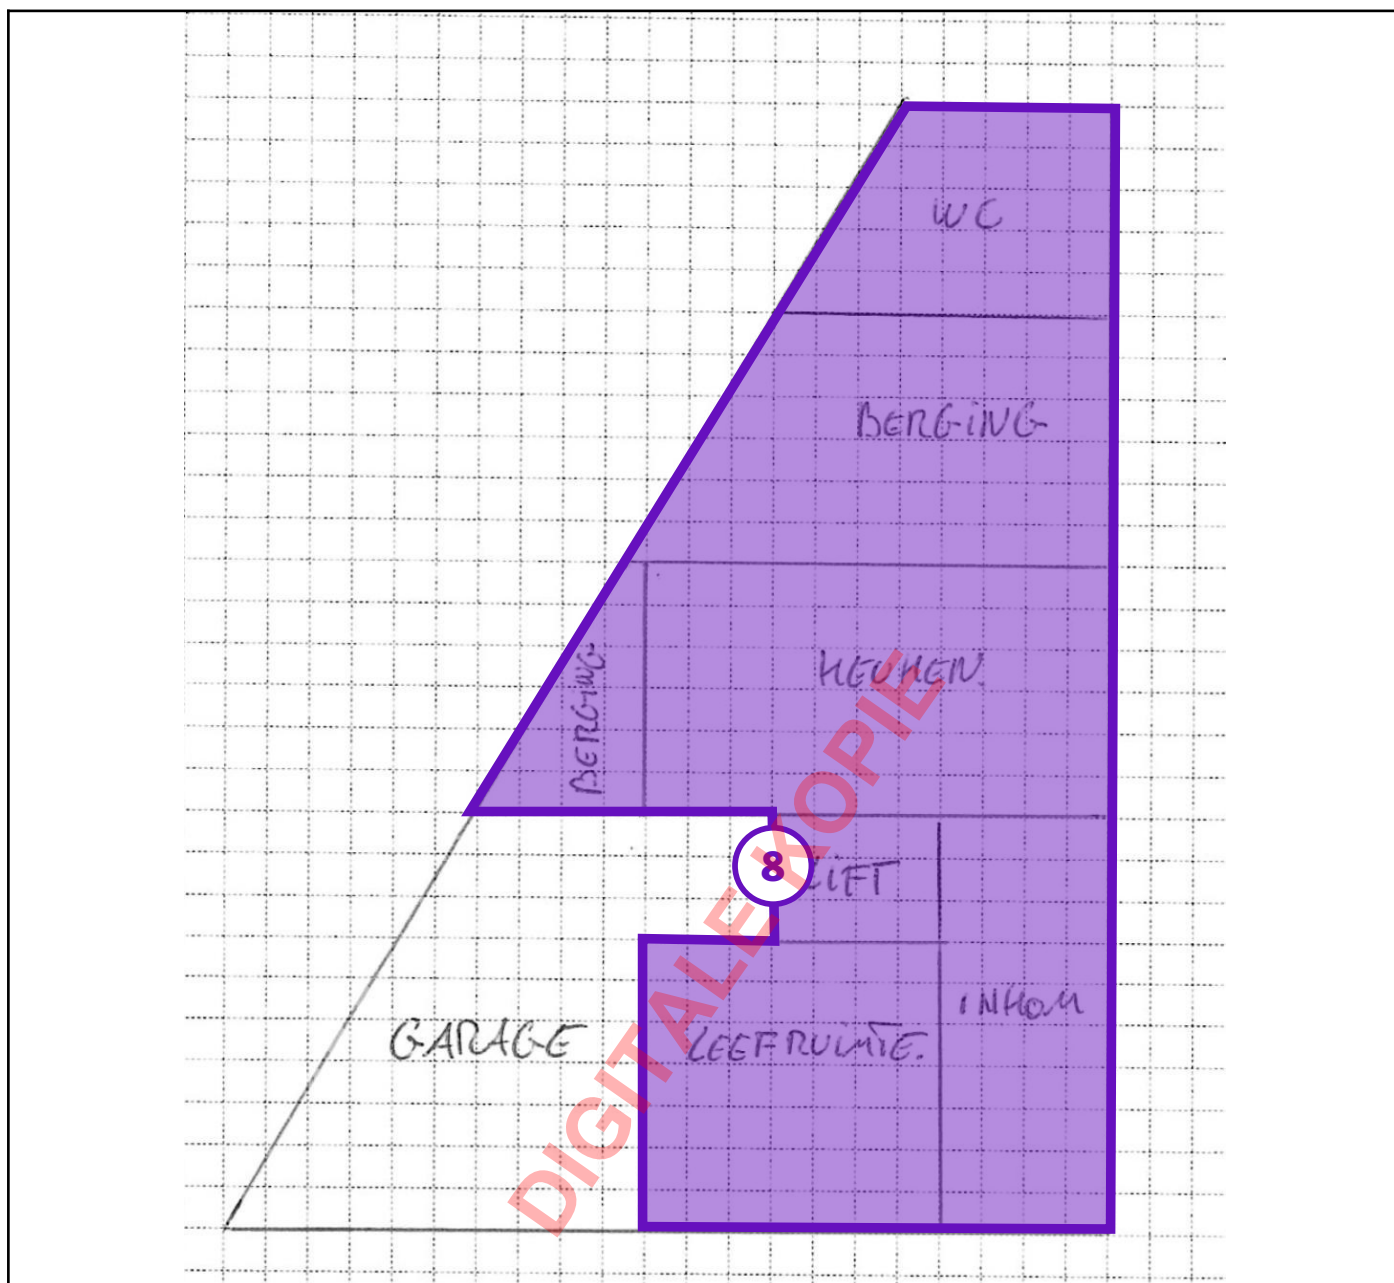 WC
BERGING
BERGING
KEUKEN.
8
LIFT
INKOM
GARAGE
LEEFRUIMTE.
DIGITALE KOPIE